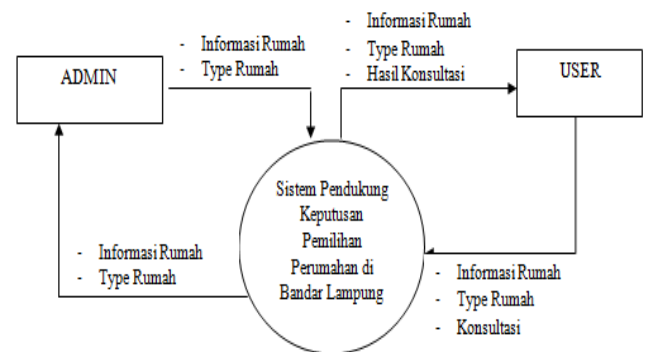 ADMIN
- Informasi Rumah
- Type Rumah
- Informasi Rumah
- Type Rumah
- Hasil Konsultasi
USER
Sistem Pendukung
Keputusan
Pemilihan
Perumahan di
Bandar Lampung
- Informasi Rumah
- Type Rumah
- Informasi Rumah
- Type Rumah
- Konsultasi